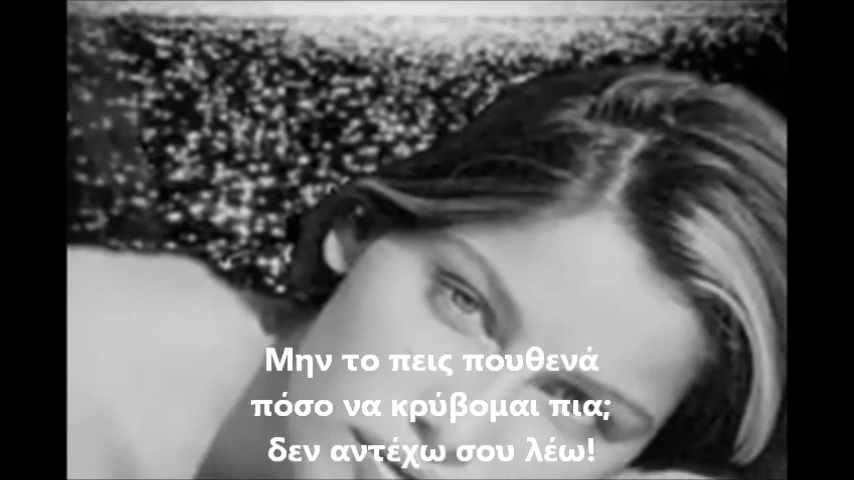 Μην το πεις πουθενά
πόσο να κρύβομαι πια;
δεν αντέχω σου λέω!